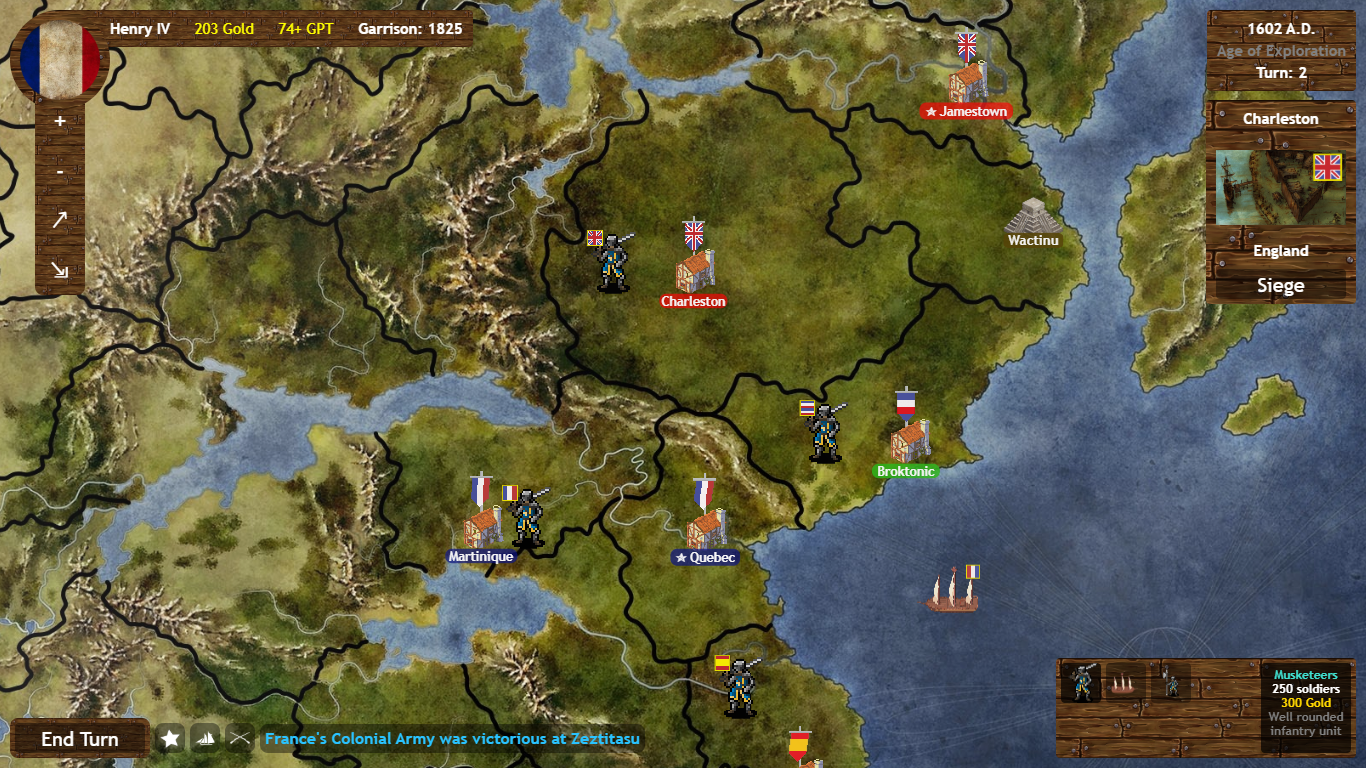 Henry IV 203 Gold 74+ GPT Garrison: 1825
1602 A.D.
Age of Exploration
Turn: 2
+
-
★ Jamestown
Charleston
England
Siege
Wactinu
Charleston
Broktonic
Martinique
★ Quebec
Musketeers
250 soldiers
300 Gold
Well rounded
infantry unit
End Turn
France's Colonial Army was victorious at Zeztitasu